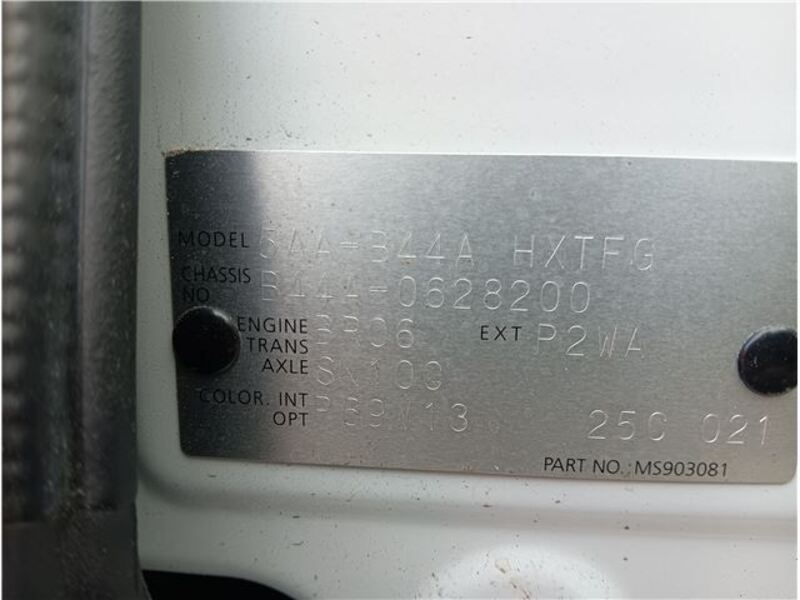 MODEL 5AA-B44A HXTFG
CHASSIS NO. B44A-0628200
ENGINE BR06 EXT P2WA
TRANS
AXLE
COLOR. INT
OPT 250 021
PART NO.: MS903081